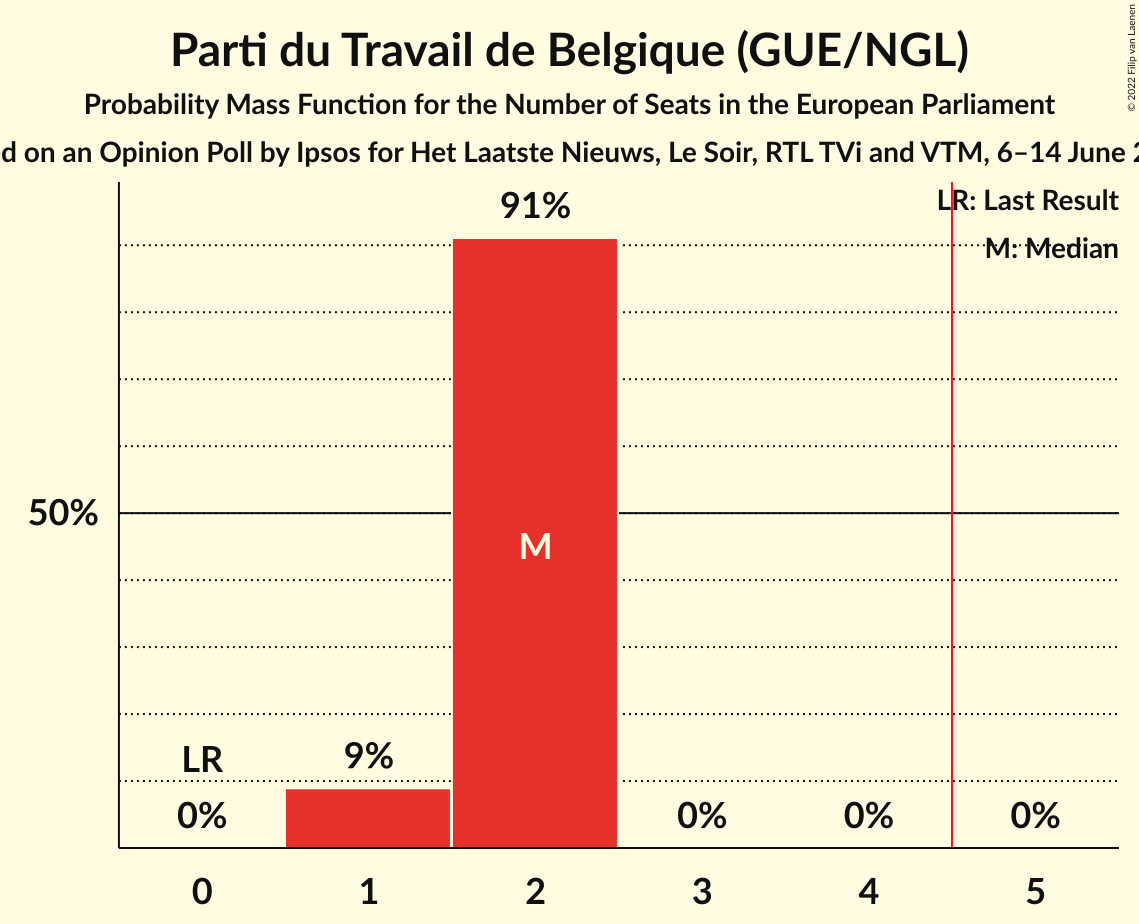 Parti du Travail de Belgique (GUE/NGL)
Probability Mass Function for the Number of Seats in the European Parliament
d on an Opinion Poll by Ipsos for Het Laatste Nieuws, Le Soir, RTL TVi and VTM, 6–14 June 2
© 2022 Filip van Laenen
LR: Last Result
M: Median
91%
50%
M
LR
9%
0%
0%
0%
0%
0 1 2 3 4 5